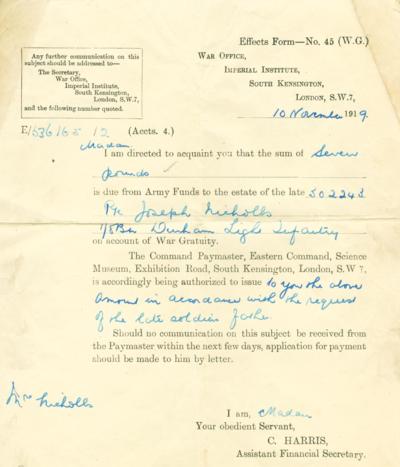 Effects Form—No. 45 (W.G.)
Any further communication on this
subject should be addressed to—
The Secretary,
War Office,
Imperial Institute,
South Kensington,
London, S.W.7,
and the following number quoted.
WAR OFFICE,
IMPERIAL INSTITUTE,
SOUTH KENSINGTON,
LONDON, S.W.7,
10 November 1919.
E/536165 12 (Accts. 4.)
Madam
I am directed to acquaint you that the sum of Seven
pounds
is due from Army Funds to the estate of the late 302243
Pte Joseph Nicholls
1/8 Bn Durham Light Infantry
on account of War Gratuity.
The Command Paymaster, Eastern Command, Science
Museum, Exhibition Road, South Kensington, London, S.W 7,
is accordingly being authorized to issue to you the above
amount in accordance with the request
of the late soldiers father.
Should no communication on this subject be received from
the Paymaster within the next few days, application for payment
should be made to him by letter.
Mrs Nicholls
I am, Madam
Your obedient Servant,
C. HARRIS,
Assistant Financial Secretary.